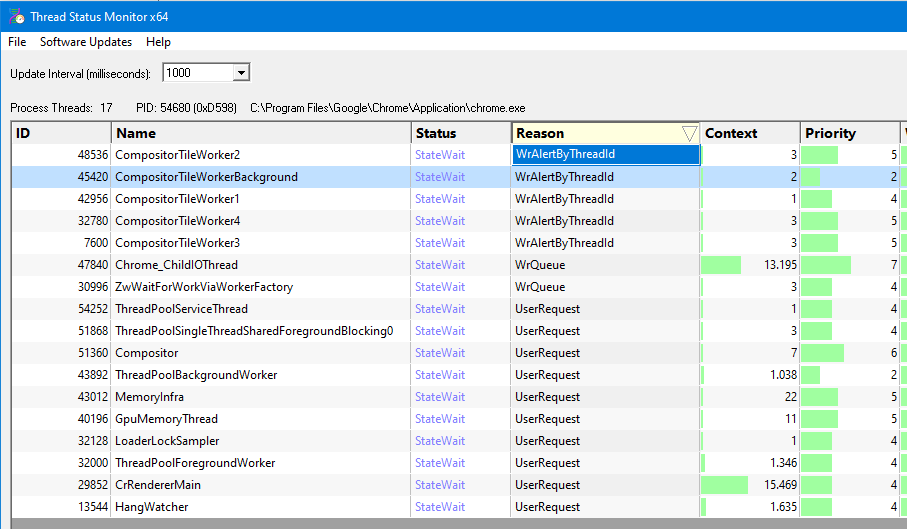 Thread Status Monitor x64
File Software Updates Help
Update Interval (milliseconds): 1000
Process Threads: 17 PID: 54680 (0xD598) C:\Program Files\Google\Chrome\Application\chrome.exe
ID Name Status Reason Context Priority
48536 CompositorTileWorker2 StateWait WrAlertByThreadId 3 5
45420 CompositorTileWorkerBackground StateWait WrAlertByThreadId 2 2
42956 CompositorTileWorker1 StateWait WrAlertByThreadId 1 4
32780 CompositorTileWorker4 StateWait WrAlertByThreadId 3 5
7600 CompositorTileWorker3 StateWait WrAlertByThreadId 3 5
47840 Chrome_ChildIOThread StateWait WrQueue 13.195 7
30996 ZwWaitForWorkViaWorkerFactory StateWait WrQueue 3 4
54252 ThreadPoolServiceThread StateWait UserRequest 1 4
51868 ThreadPoolSingleThreadSharedForegroundBlocking0 StateWait UserRequest 3 4
51360 Compositor StateWait UserRequest 7 6
43892 ThreadPoolBackgroundWorker StateWait UserRequest 1.038 2
43012 MemoryInfra StateWait UserRequest 22 5
40196 GpuMemoryThread StateWait UserRequest 11 5
32128 LoaderLockSampler StateWait UserRequest 1 4
32000 ThreadPoolForegroundWorker StateWait UserRequest 1.346 4
29852 CrRendererMain StateWait UserRequest 15.469 4
13544 HangWatcher StateWait UserRequest 1.635 4